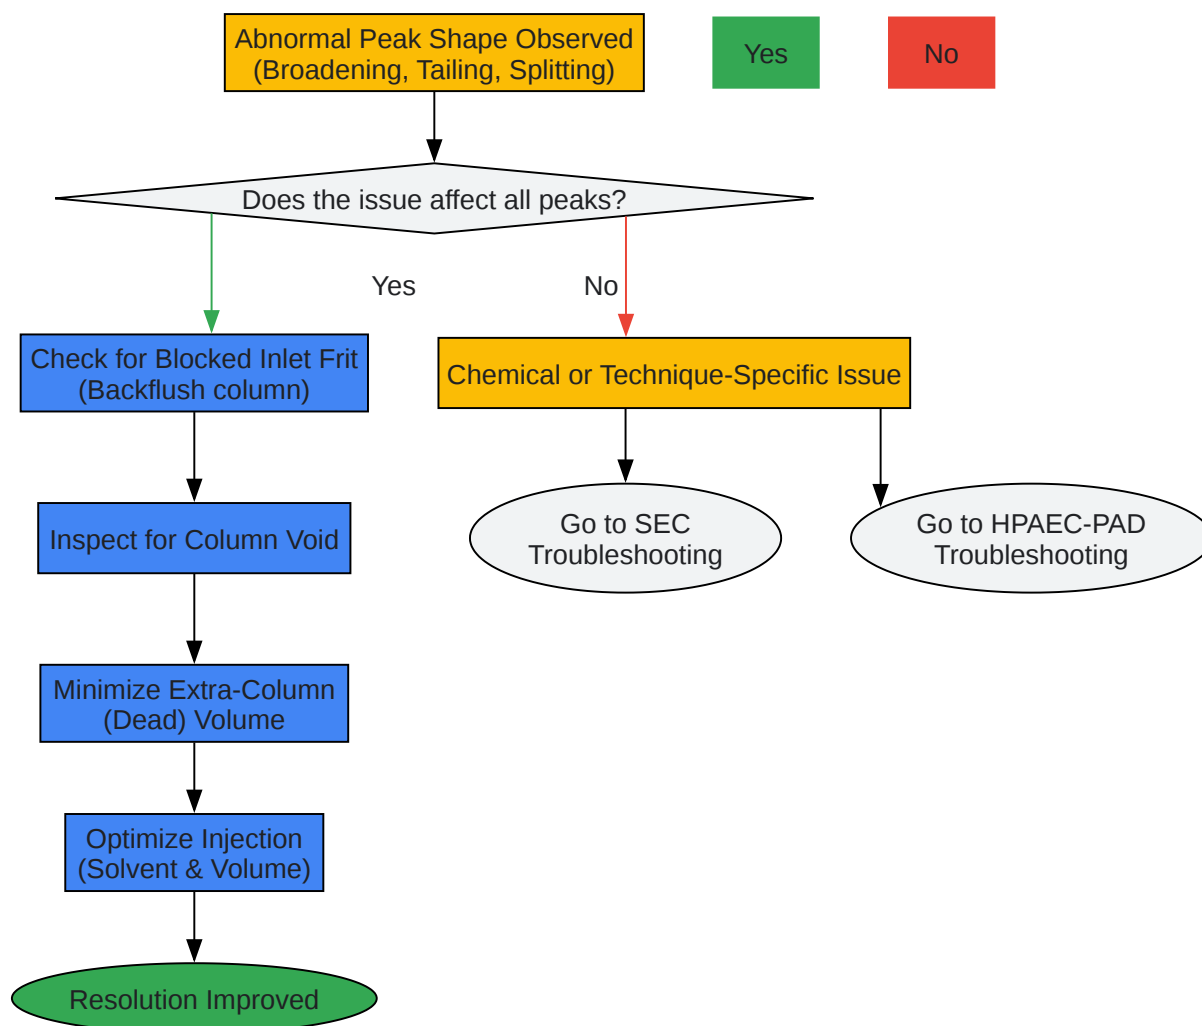 Abnormal Peak Shape Observed
(Broadening, Tailing, Splitting)
Yes
No
Does the issue affect all peaks?
Yes
No
Check for Blocked Inlet Frit
(Backflush column)
Chemical or Technique-Specific Issue
Inspect for Column Void
Go to SEC
Troubleshooting
Go to HPAEC-PAD
Troubleshooting
Minimize Extra-Column
(Dead) Volume
Optimize Injection
(Solvent & Volume)
Resolution Improved